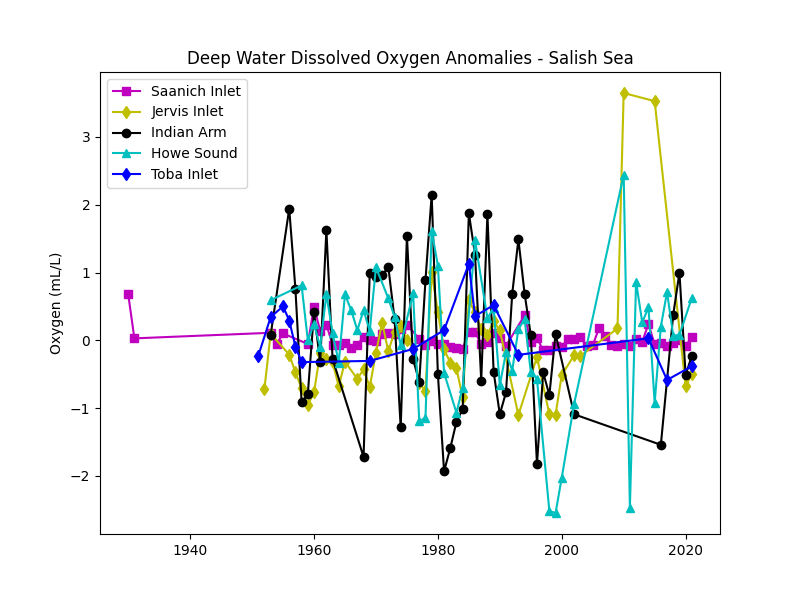 Deep Water Dissolved Oxygen Anomalies - Salish Sea
Saanich Inlet
Jervis Inlet
Indian Arm
Howe Sound
Toba Inlet
Oxygen (mL/L)
3
2
1
0
−1
−2
1940
1960
1980
2000
2020